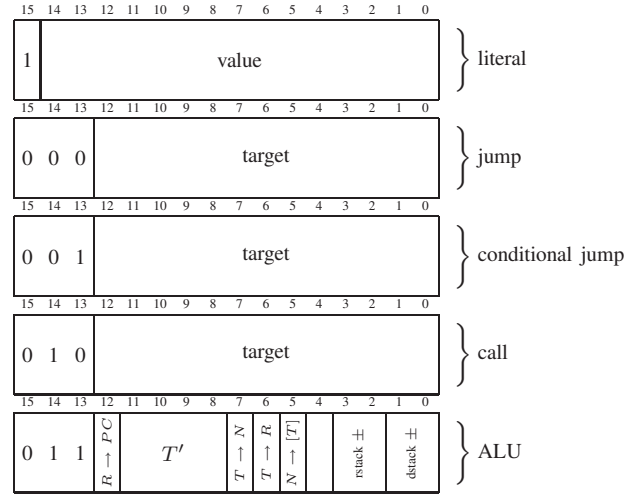 15 14 13 12 11 10 9 8 7 6 5 4 3 2 1 0
1 value literal
15 14 13 12 11 10 9 8 7 6 5 4 3 2 1 0
0 0 0 target jump
15 14 13 12 11 10 9 8 7 6 5 4 3 2 1 0
0 0 1 target conditional jump
15 14 13 12 11 10 9 8 7 6 5 4 3 2 1 0
0 1 0 target call
15 14 13 12 11 10 9 8 7 6 5 4 3 2 1 0
0 1 1 R → PC T′ T → N T → R N → [T] rstack ± dstack ± ALU